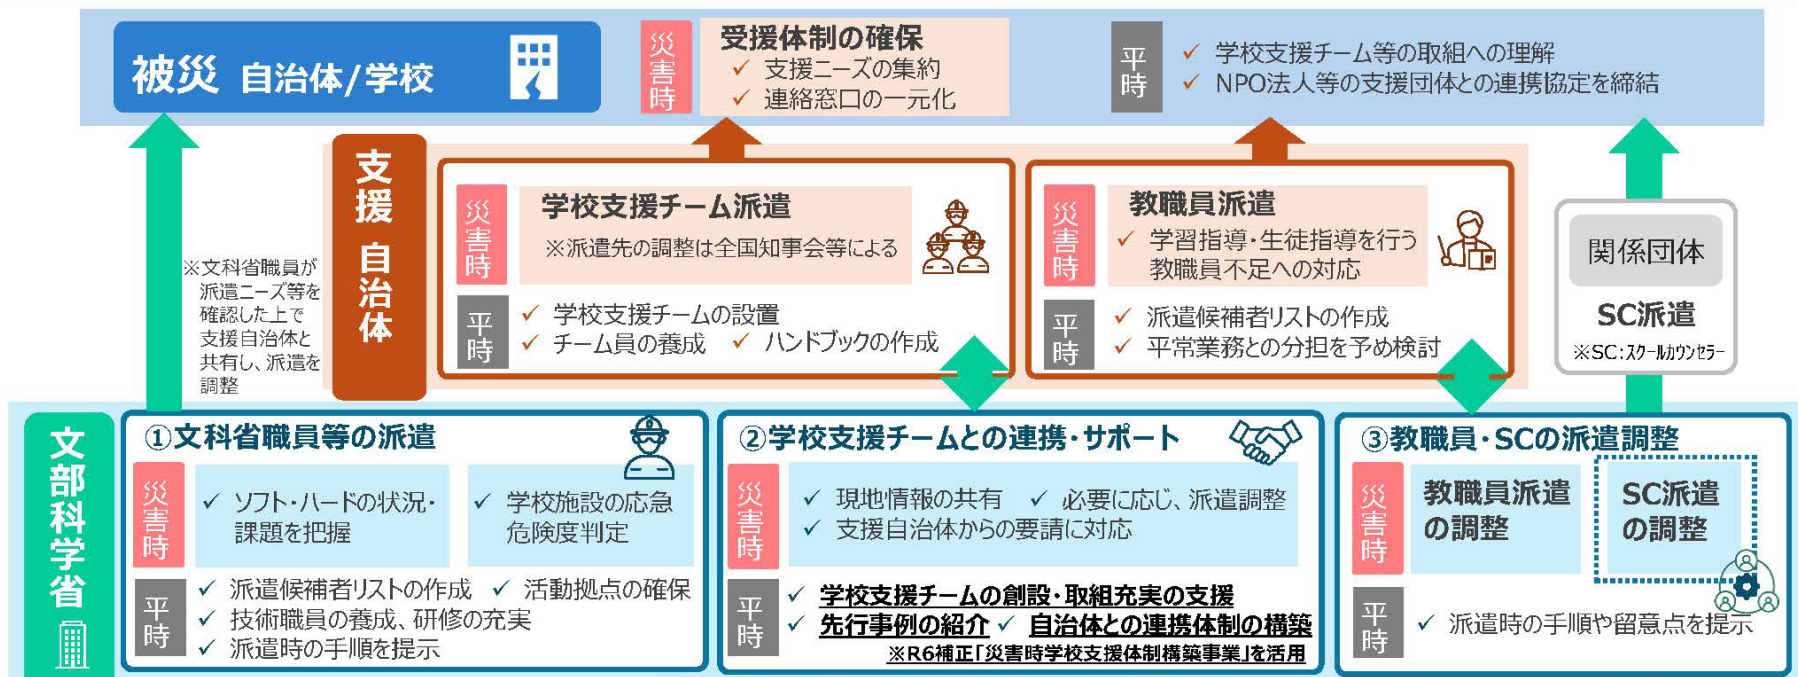 被災 自治体/学校
災害時
受援体制の確保
✓ 支援ニーズの集約
✓ 連絡窓口の一元化
平時
✓ 学校支援チーム等の取組への理解
✓ NPO法人等の支援団体との連携協定を締結
支援 自治体
災害時
学校支援チーム派遣
※派遣先の調整は全国知事会等による
平時
✓ 学校支援チームの設置
✓ チーム員の養成 ✓ ハンドブックの作成
災害時
教職員派遣
✓ 学習指導・生徒指導を行う
教職員不足への対応
平時
✓ 派遣候補者リストの作成
✓ 平常業務との分担を予め検討
関係団体
SC派遣
※SC:スクールカウンセラー
※文科省職員が
派遣ニーズ等を
確認した上で
支援自治体と
共有し、派遣を
調整
文部科学省
①文科省職員等の派遣
災害時
✓ ソフト・ハードの状況・
課題を把握
✓ 学校施設の応急
危険度判定
平時
✓ 派遣候補者リストの作成 ✓ 活動拠点の確保
✓ 技術職員の養成、研修の充実
✓ 派遣時の手順を提示
②学校支援チームとの連携・サポート
災害時
✓ 現地情報の共有 ✓ 必要に応じ、派遣調整
✓ 支援自治体からの要請に対応
平時
✓ 学校支援チームの創設・取組充実の支援
✓ 先行事例の紹介 ✓ 自治体との連携体制の構築
※R6補正「災害時学校支援体制構築事業」を活用
③教職員・SCの派遣調整
災害時
教職員派遣
の調整
SC派遣
の調整
平時
✓ 派遣時の手順や留意点を提示